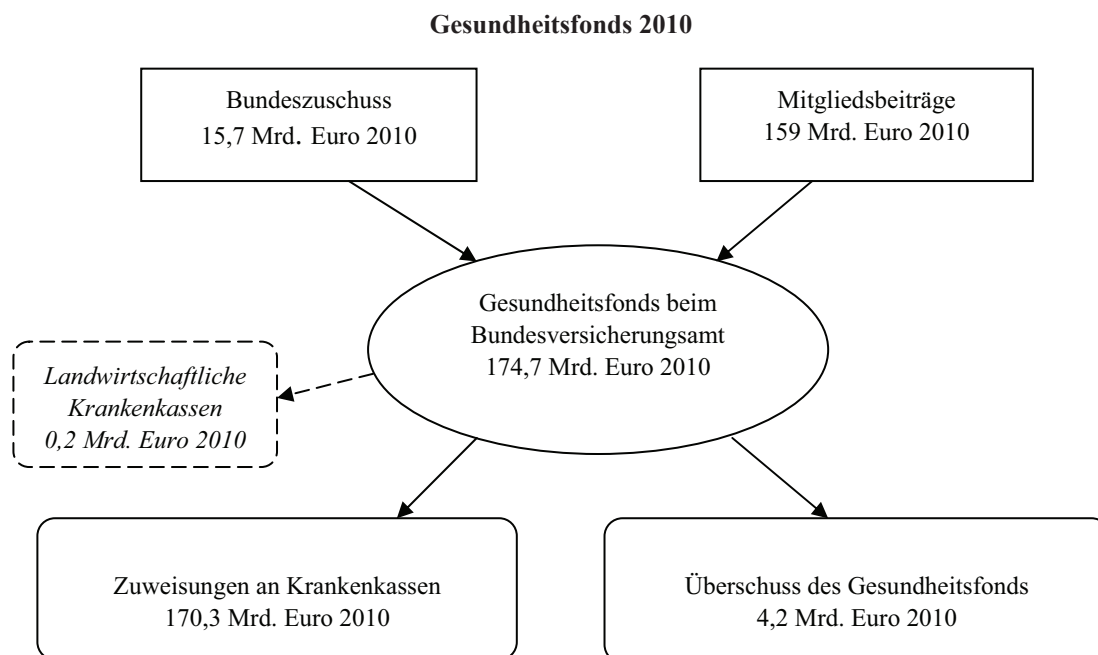 Gesundheitsfonds 2010
Bundeszuschuss
15,7 Mrd. Euro 2010
Mitgliedsbeiträge
159 Mrd. Euro 2010
Gesundheitsfonds beim
Bundesversicherungsamt
174,7 Mrd. Euro 2010
Landwirtschaftliche
Krankenkassen
0,2 Mrd. Euro 2010
Zuweisungen an Krankenkassen
170,3 Mrd. Euro 2010
Überschuss des Gesundheitsfonds
4,2 Mrd. Euro 2010